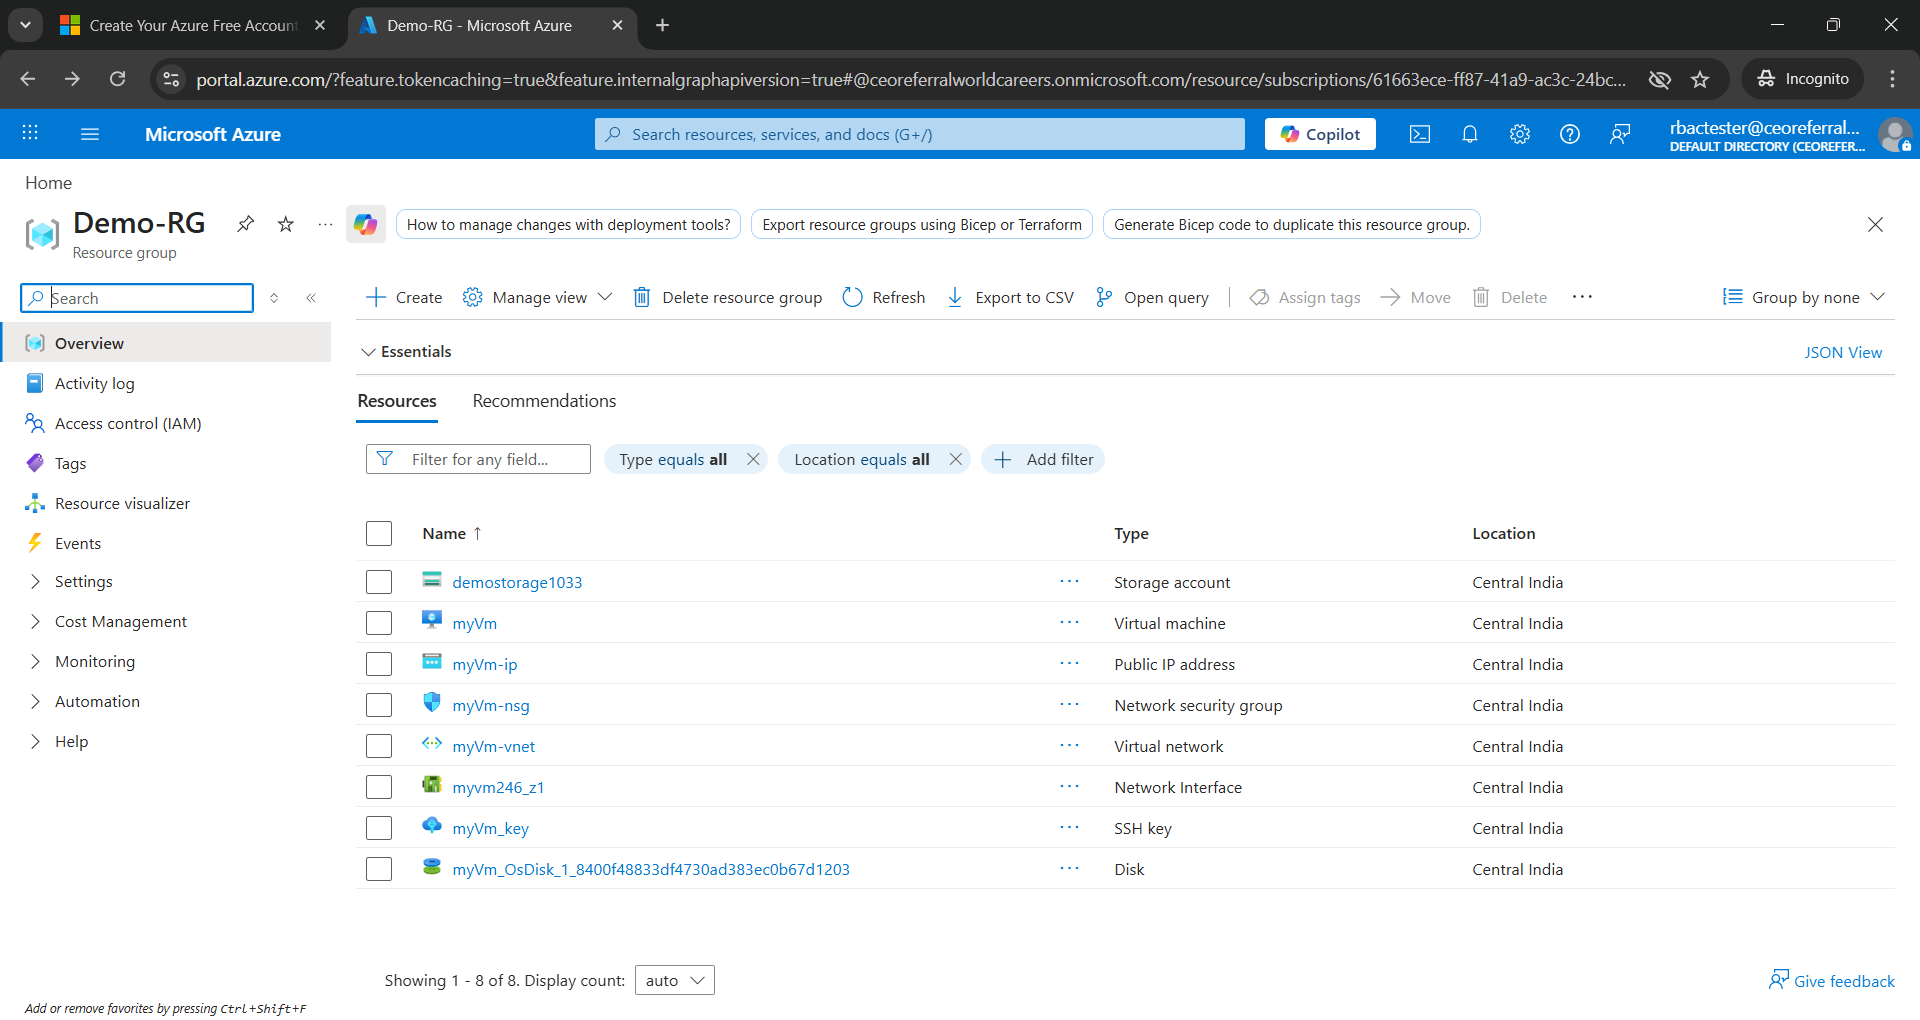 Create Your Azure Free Accoun
Demo-RG - Microsoft Azure
portal.azure.com/?feature.tokencaching=true&feature.internalgraphapiversion=true#@ceoreferralworldcareers.onmicrosoft.com/resource/subscriptions/61663ece-ff87-41a9-ac3c-24bc...
Incognito
Microsoft Azure
Search resources, services, and docs (G+/)
Copilot
rbactester@ceoreferral...
DEFAULT DIRECTORY (CEOREFER...
Home
Demo-RG
Resource group
...
How to manage changes with deployment tools?
Export resource groups using Bicep or Terraform
Generate Bicep code to duplicate this resource group.
Search
Create
Manage view
Delete resource group
Refresh
Export to CSV
Open query
Assign tags
Move
Delete
...
Group by none
Overview
Activity log
Access control (IAM)
Tags
Resource visualizer
Events
Settings
Cost Management
Monitoring
Automation
Help
Essentials
JSON View
Resources
Recommendations
Filter for any field...
Type equals all
Location equals all
Add filter
Name ↑ Type Location
demostorage1033 ... Storage account Central India
myVm ... Virtual machine Central India
myVm-ip ... Public IP address Central India
myVm-nsg ... Network security group Central India
myVm-vnet ... Virtual network Central India
myvm246_z1 ... Network Interface Central India
myVm_key ... SSH key Central India
myVm_OsDisk_1_8400f48833df4730ad383ec0b67d1203 ... Disk Central India
Showing 1 - 8 of 8. Display count: auto
Give feedback
Add or remove favorites by pressing Ctrl+Shift+F